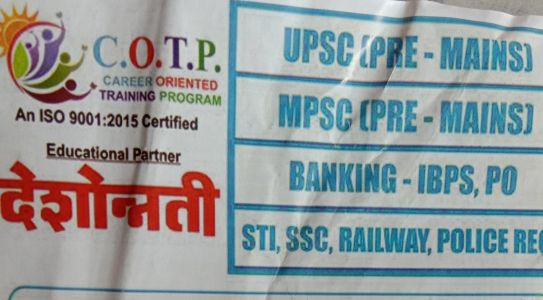 C.O.T.P.
CAREER ORIENTED
TRAINING PROGRAM
An ISO 9001:2015 Certified
Educational Partner
देशोन्नती
UPSC (PRE - MAINS)
MPSC (PRE - MAINS)
BANKING - IBPS, PO
STI, SSC, RAILWAY, POLICE REC